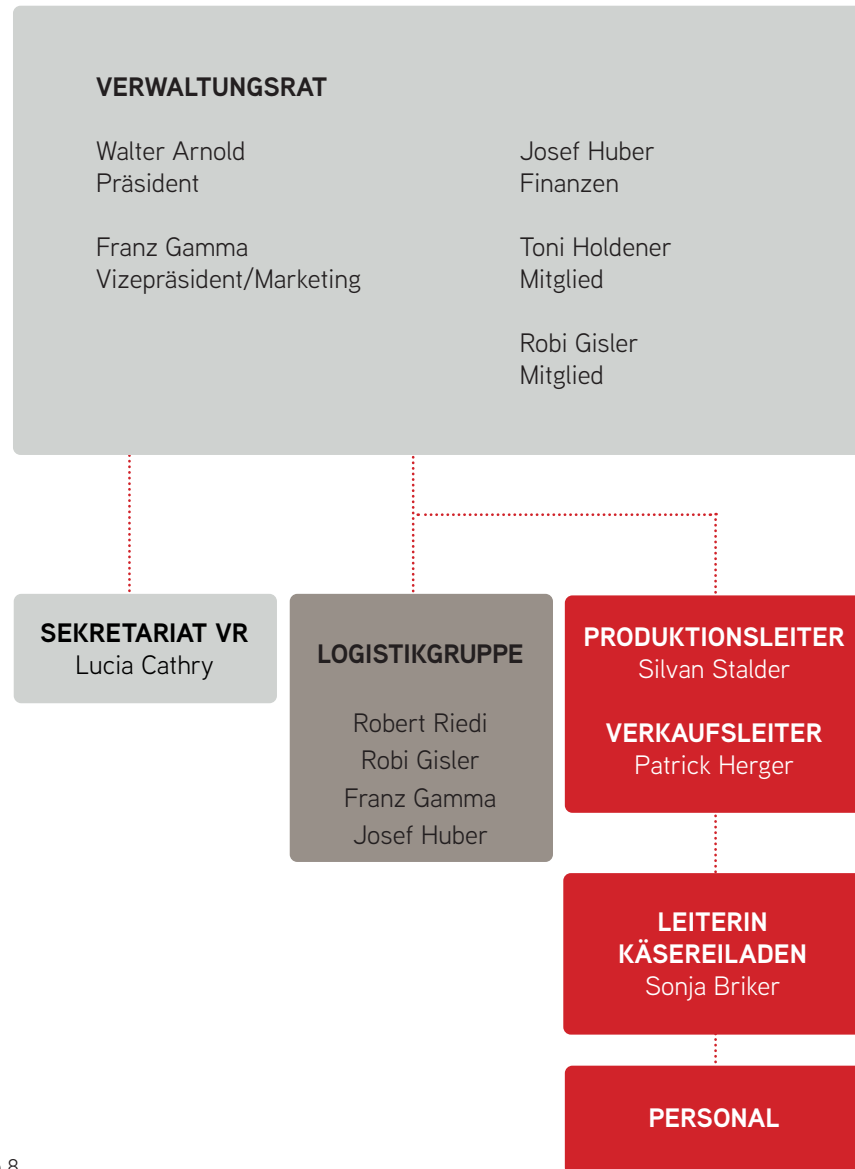 VERWALTUNGSRAT
Walter Arnold
Präsident
Franz Gamma
Vizepräsident/Marketing
Josef Huber
Finanzen
Toni Holdener
Mitglied
Robi Gisler
Mitglied
SEKRETARIAT VR
Lucia Cathry
LOGISTIKGRUPPE
Robert Riedi
Robi Gisler
Franz Gamma
Josef Huber
PRODUKTIONSLEITER
Silvan Stalder
VERKAUFSLEITER
Patrick Herger
LEITERIN
KÄSEREILADEN
Sonja Briker
PERSONAL
8